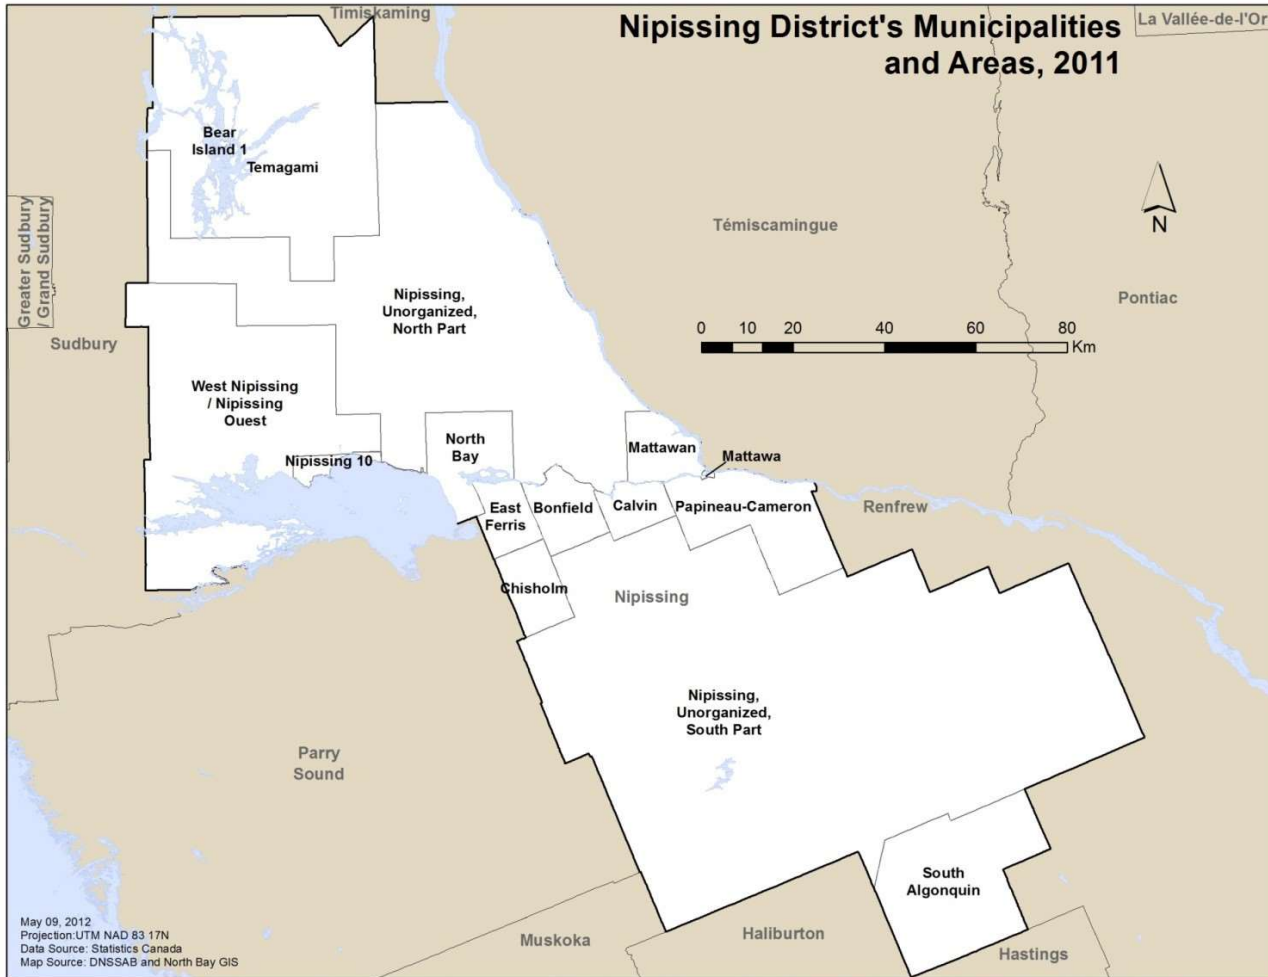 Timiskaming
La Vallée-de-l'Or
Nipissing District's Municipalities
and Areas, 2011
Bear
Island 1
Temagami
Greater Sudbury
/ Grand Sudbury
Témiscamingue
N
Pontiac
Nipissing,
Unorganized,
North Part
0 10 20 40 60 80
Km
Sudbury
West Nipissing
/ Nipissing
Ouest
North
Bay
Mattawan
Mattawa
Nipissing 10
East
Ferris
Bonfield
Calvin
Papineau-Cameron
Renfrew
Chisholm
Nipissing
Nipissing,
Unorganized,
South Part
Parry
Sound
South
Algonquin
Muskoka
Haliburton
Hastings
May 09, 2012
Projection:UTM NAD 83 17N
Data Source: Statistics Canada
Map Source: DNSSAB and North Bay GIS